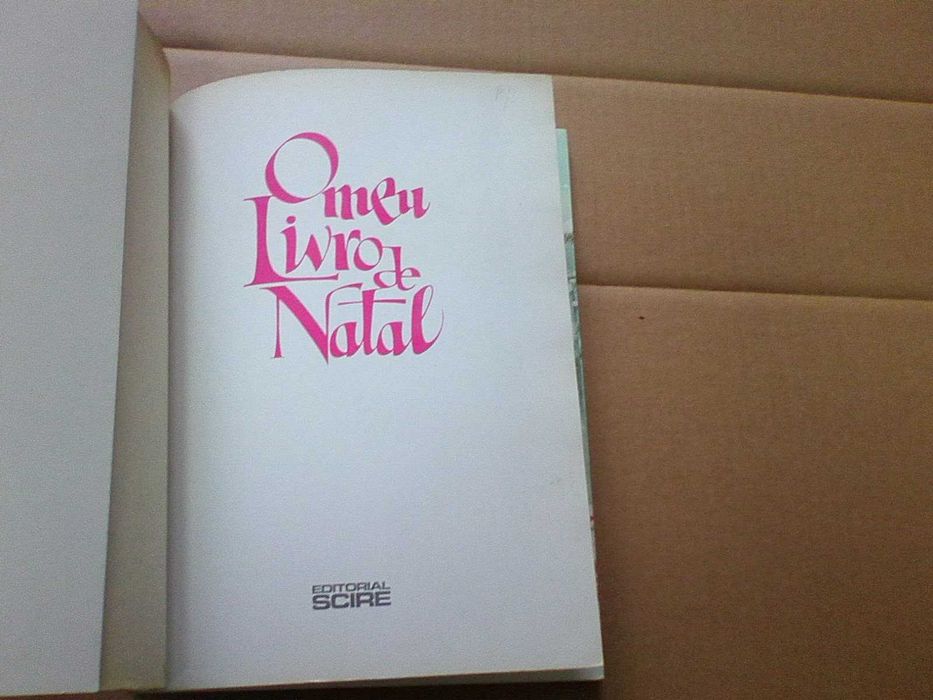 O meu
Livro de
Natal
EDITORIAL
SCIRE